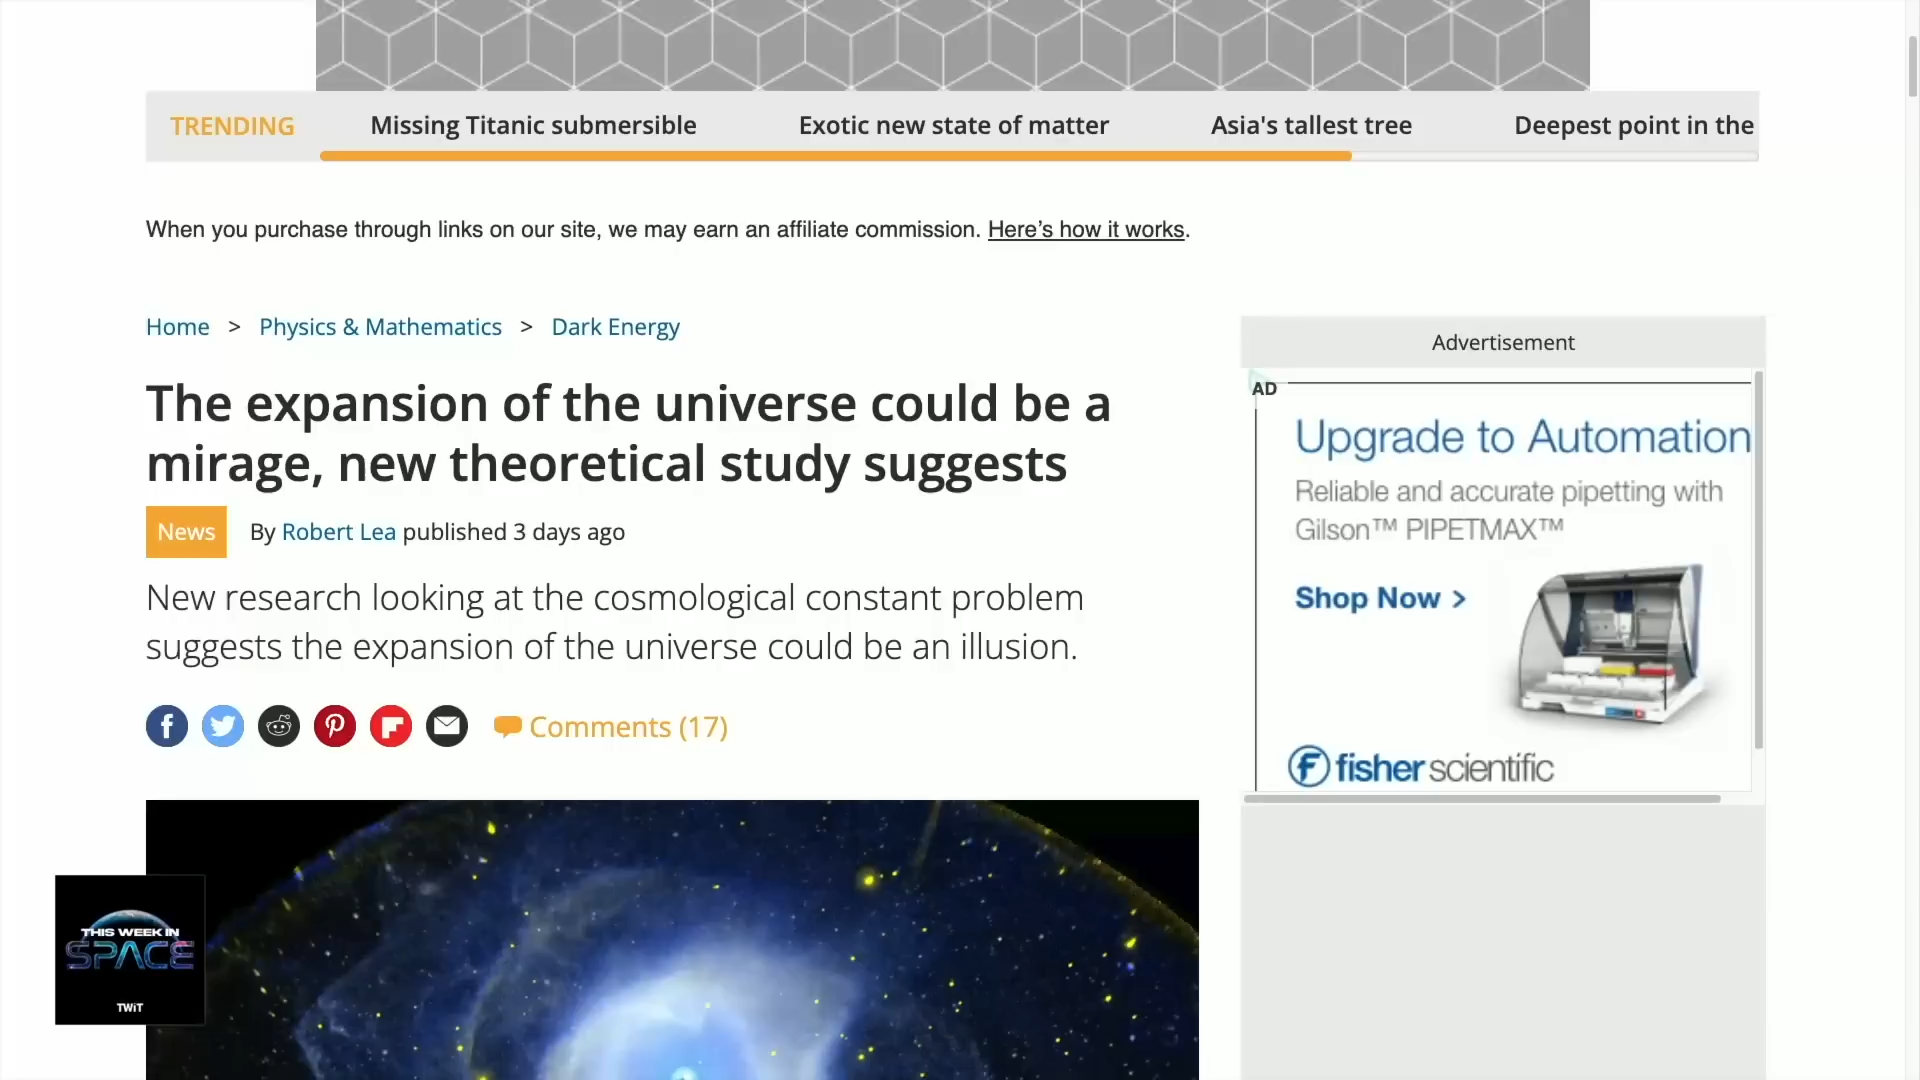 TRENDING Missing Titanic submersible Exotic new state of matter Asia's tallest tree Deepest point in the
When you purchase through links on our site, we may earn an affiliate commission. Here’s how it works.
Home > Physics & Mathematics > Dark Energy
The expansion of the universe could be a
mirage, new theoretical study suggests
News By Robert Lea published 3 days ago
New research looking at the cosmological constant problem
suggests the expansion of the universe could be an illusion.
Comments (17)
Advertisement
AD
Upgrade to Automation
Reliable and accurate pipetting with
Gilson™ PIPETMAX™
Shop Now >
fisher scientific
THIS WEEK IN
SPACE
TWiT